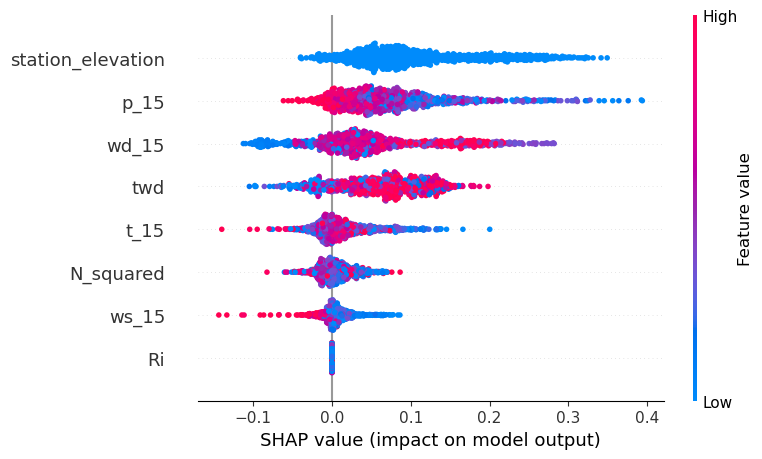 High
station_elevation
p_15
wd_15
twd
t_15
N_squared
ws_15
Ri
Feature value
Low
−0.1 0.0 0.1 0.2 0.3 0.4
SHAP value (impact on model output)